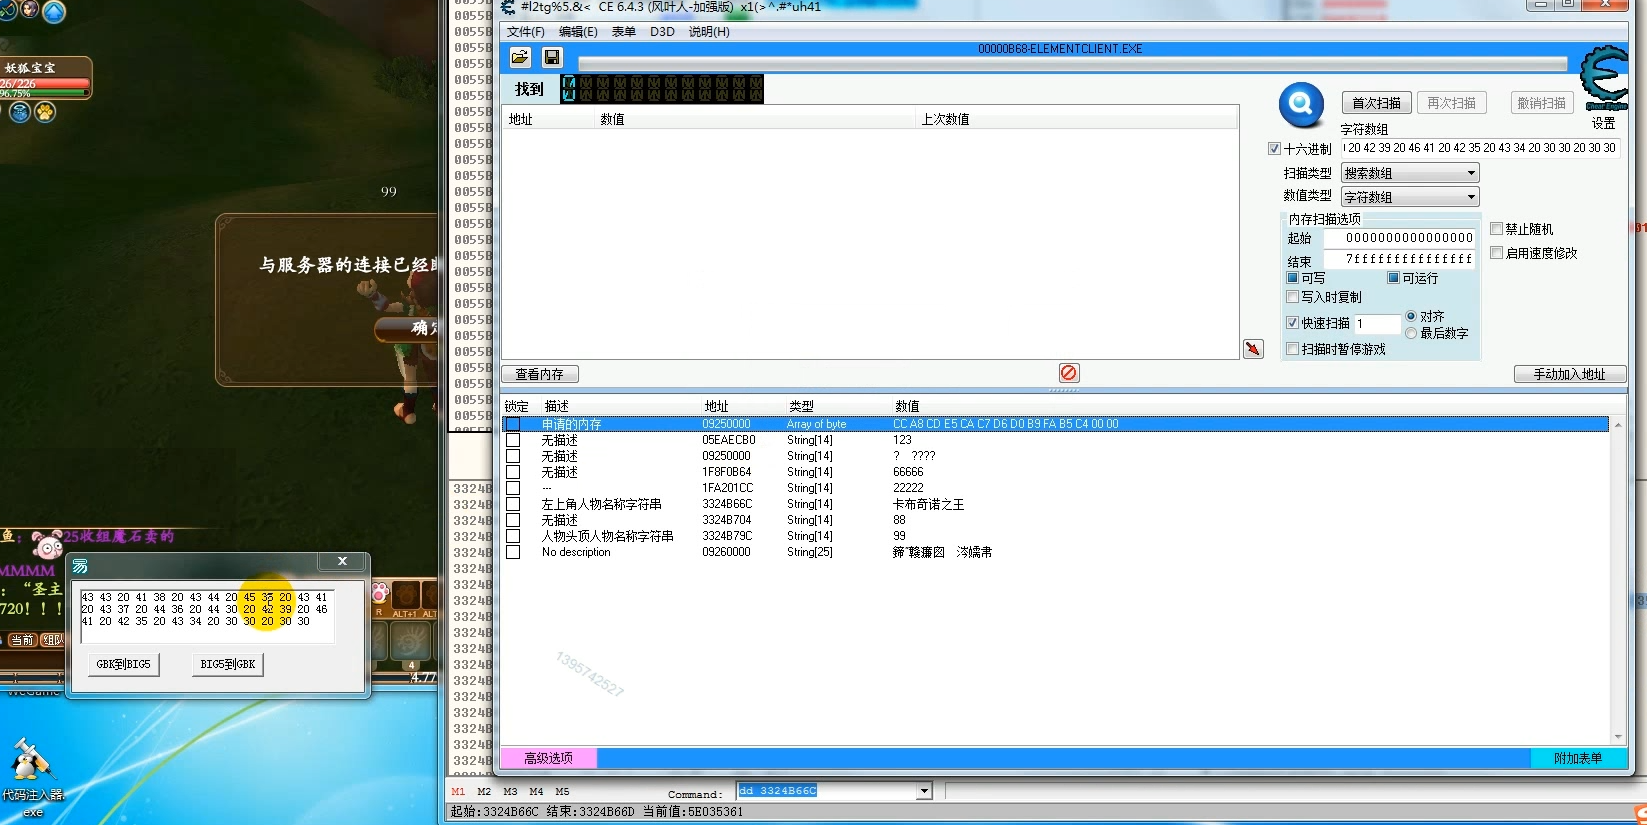 妖狐宝宝
26/226
96.75%
99
与服务器的连接已经
25收组魔石卖的
MMMM
：“圣主
720！！！
当前 组队
R ALT+1
4
4.77
代码注入器.
exe
易 X
43 43 20 41 38 20 43 44 20 45 35 20 43 41
20 43 37 20 44 36 20 44 30 20 42 39 20 46
41 20 42 35 20 43 34 20 30 30 20 30 30
GBK到BIG5 BIG5到GBK
#l2tg%5.&< CE 6.4.3 (风叶人-加强版) x1(>^.#*uh41
文件(F) 编辑(E) 表单 D3D 说明(H)
00000B68-ELEMENTCLIENT.EXE
找到
地址 数值 上次数值
首次扫描 再次扫描 撤销扫描
设置
字符数组
十六进制 20 42 39 20 46 41 20 42 35 20 43 34 20 30 30 20 30 30
扫描类型 搜索数组
数值类型 字符数组
内存扫描选项
起始 0000000000000000
结束 7fffffffffffffff
可写 可运行
写入时复制
快速扫描 1 对齐
最后数字
扫描时暂停游戏
禁止随机
启用速度修改
查看内存 手动加入地址
锁定 描述 地址 类型 数值
申请的内存 09250000 Array of byte CC A8 CD E5 CA C7 D6 D0 B9 FA B5 C4 00 00
无描述 05EAECB0 String[14] 123
无描述 09250000 String[14] ? ????
无描述 1F8F0B64 String[14] 66666
... 1FA201CC String[14] 22222
左上角人物名称字符串 3324B66C String[14] 卡布奇诺之王
无描述 3324B704 String[14] 88
人物头顶人物名称字符串 3324B79C String[14] 99
No description 09260000 String[25]
1395742527
高级选项 附加表单
M1 M2 M3 M4 M5 Command: dd 3324B66C
起始:3324B66C 结束:3324B66D 当前值:5E035361